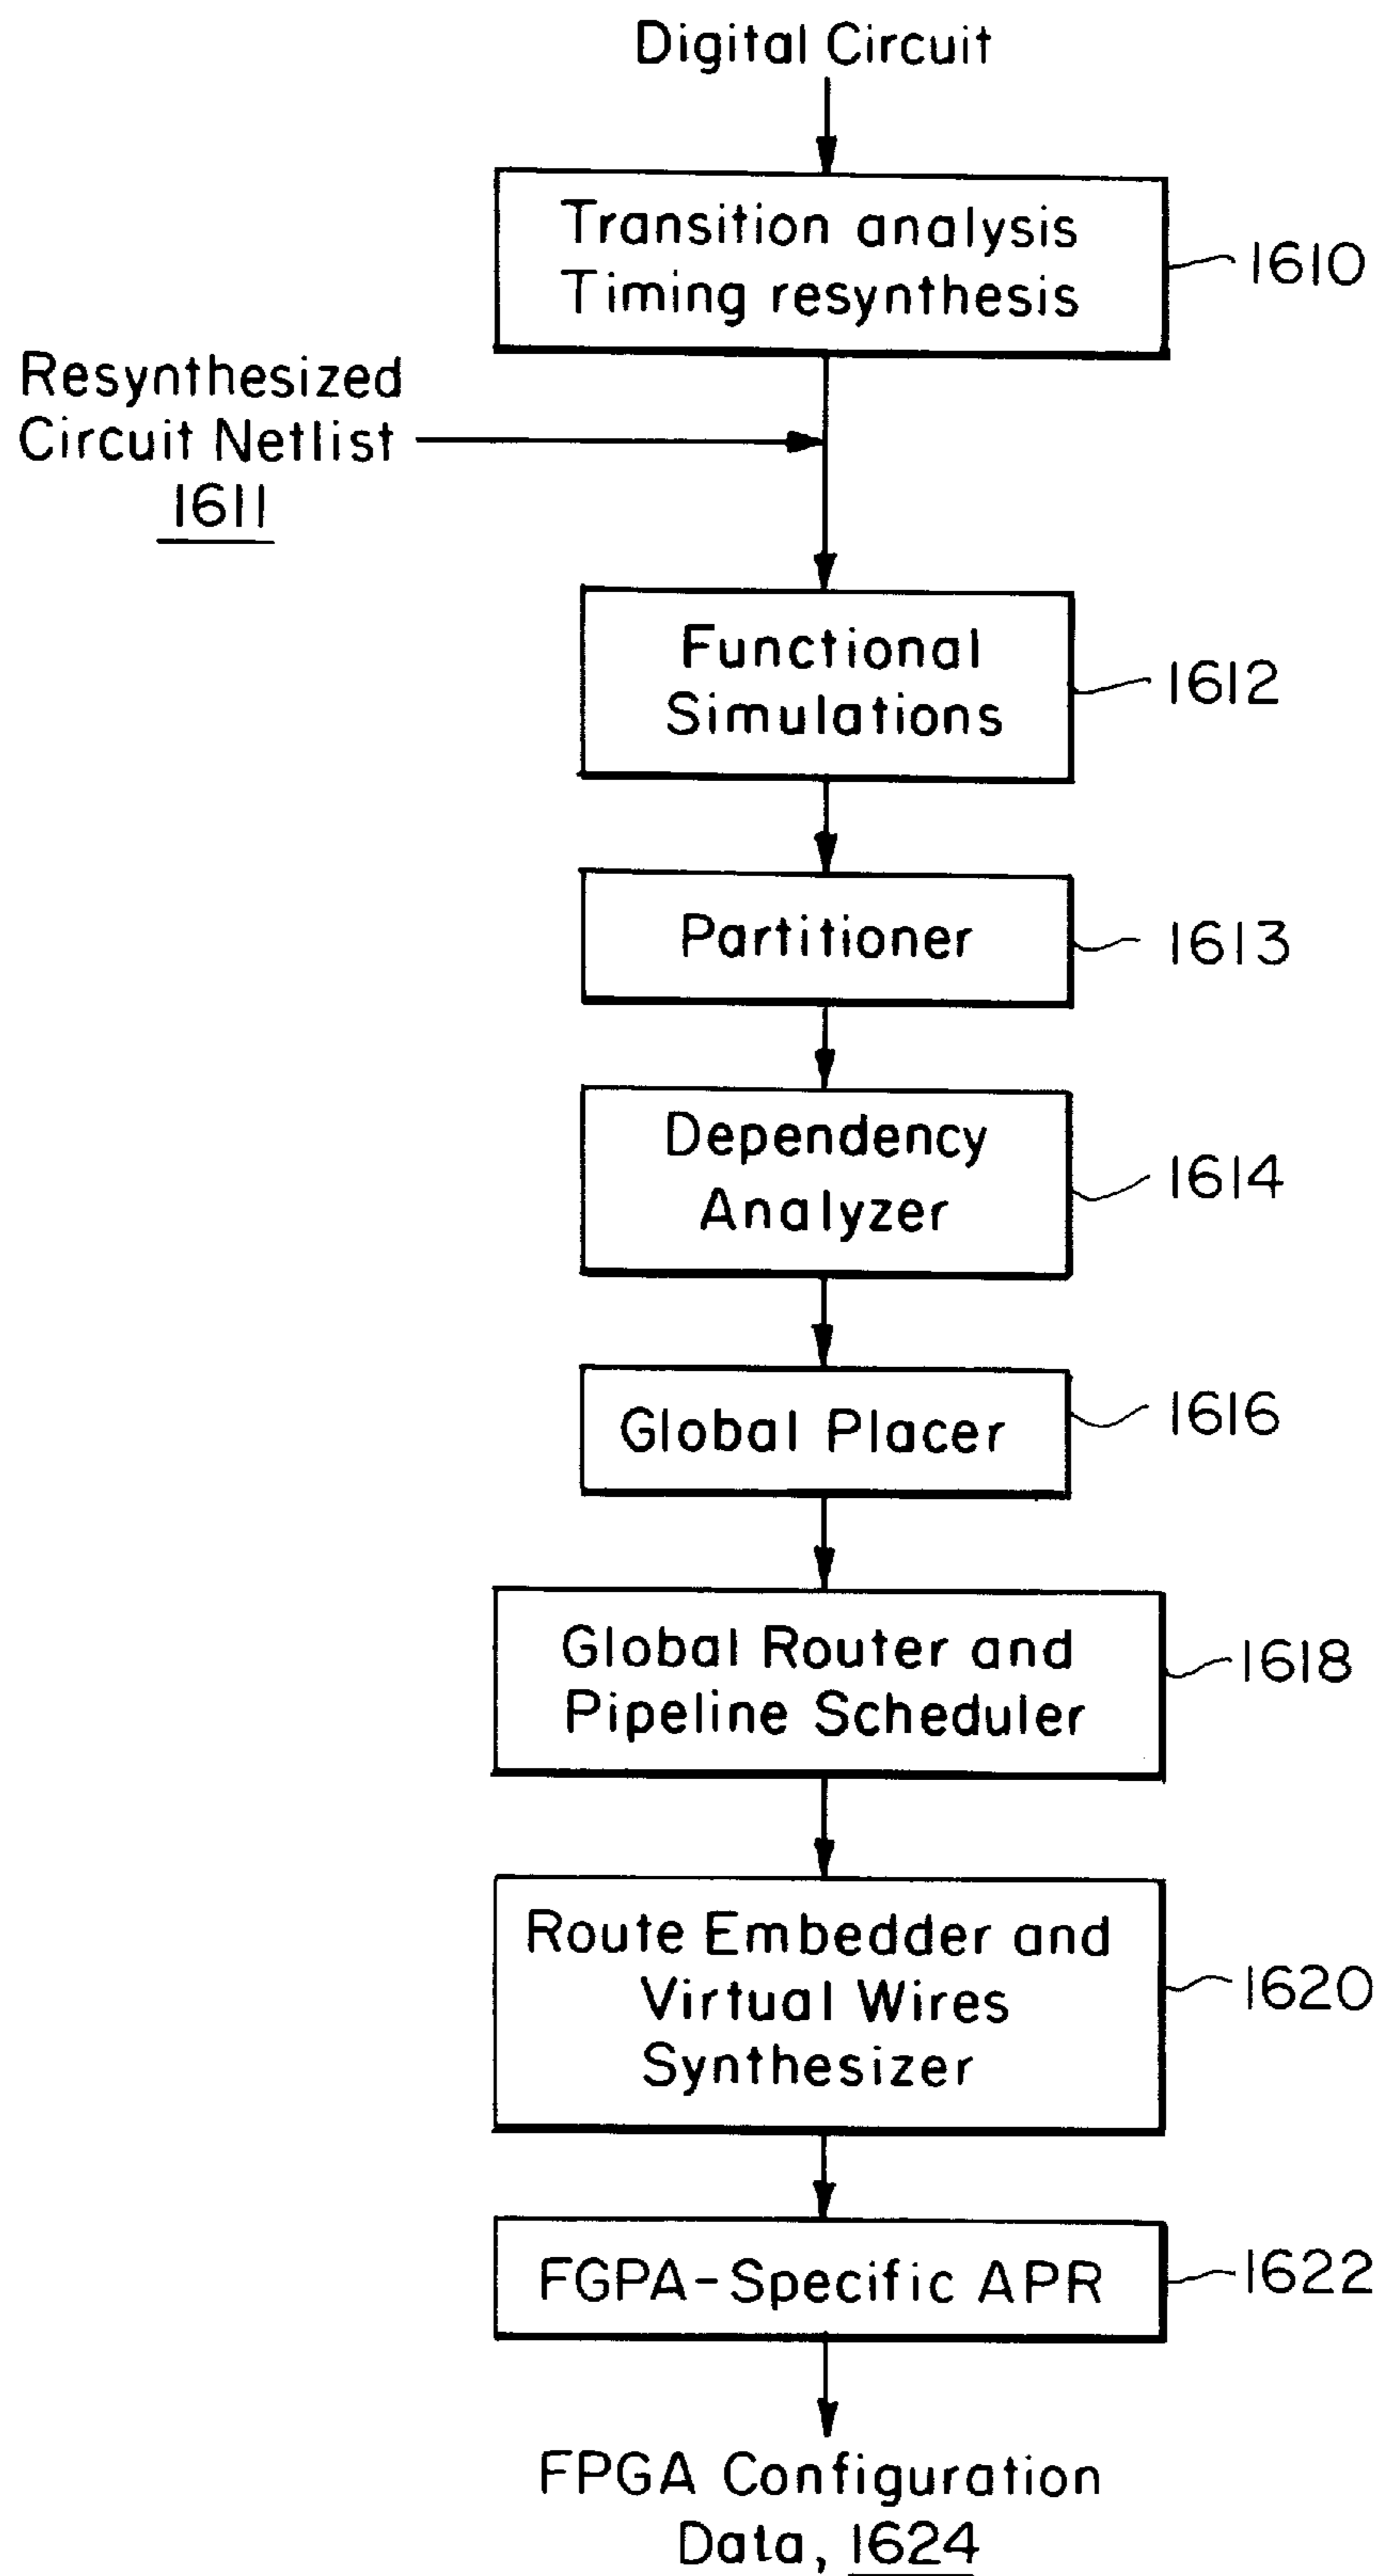 Digital Circuit
Transition analysis
Timing resynthesis
1610
Resynthesized
Circuit Netlist
1611
Functional
Simulations
1612
Partitioner
1613
Dependency
Analyzer
1614
Global Placer
1616
Global Router and
Pipeline Scheduler
1618
Route Embedder and
Virtual Wires
Synthesizer
1620
FGPA-Specific APR
1622
FPGA Configuration
Data, 1624